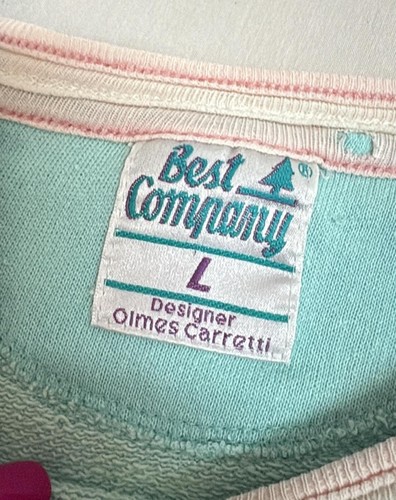 Best
Company®
L
Designer
Olmes Carretti